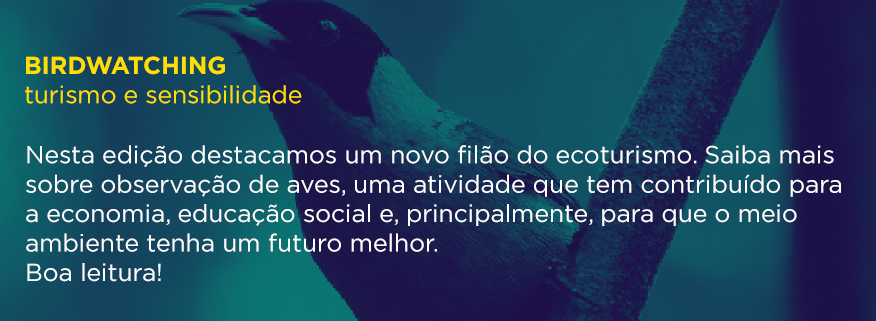 BIRDWATCHING
turismo e sensibilidade
Nesta edição destacamos um novo filão do ecoturismo. Saiba mais
sobre observação de aves, uma atividade que tem contribuído para
a economia, educação social e, principalmente, para que o meio
ambiente tenha um futuro melhor.
Boa leitura!